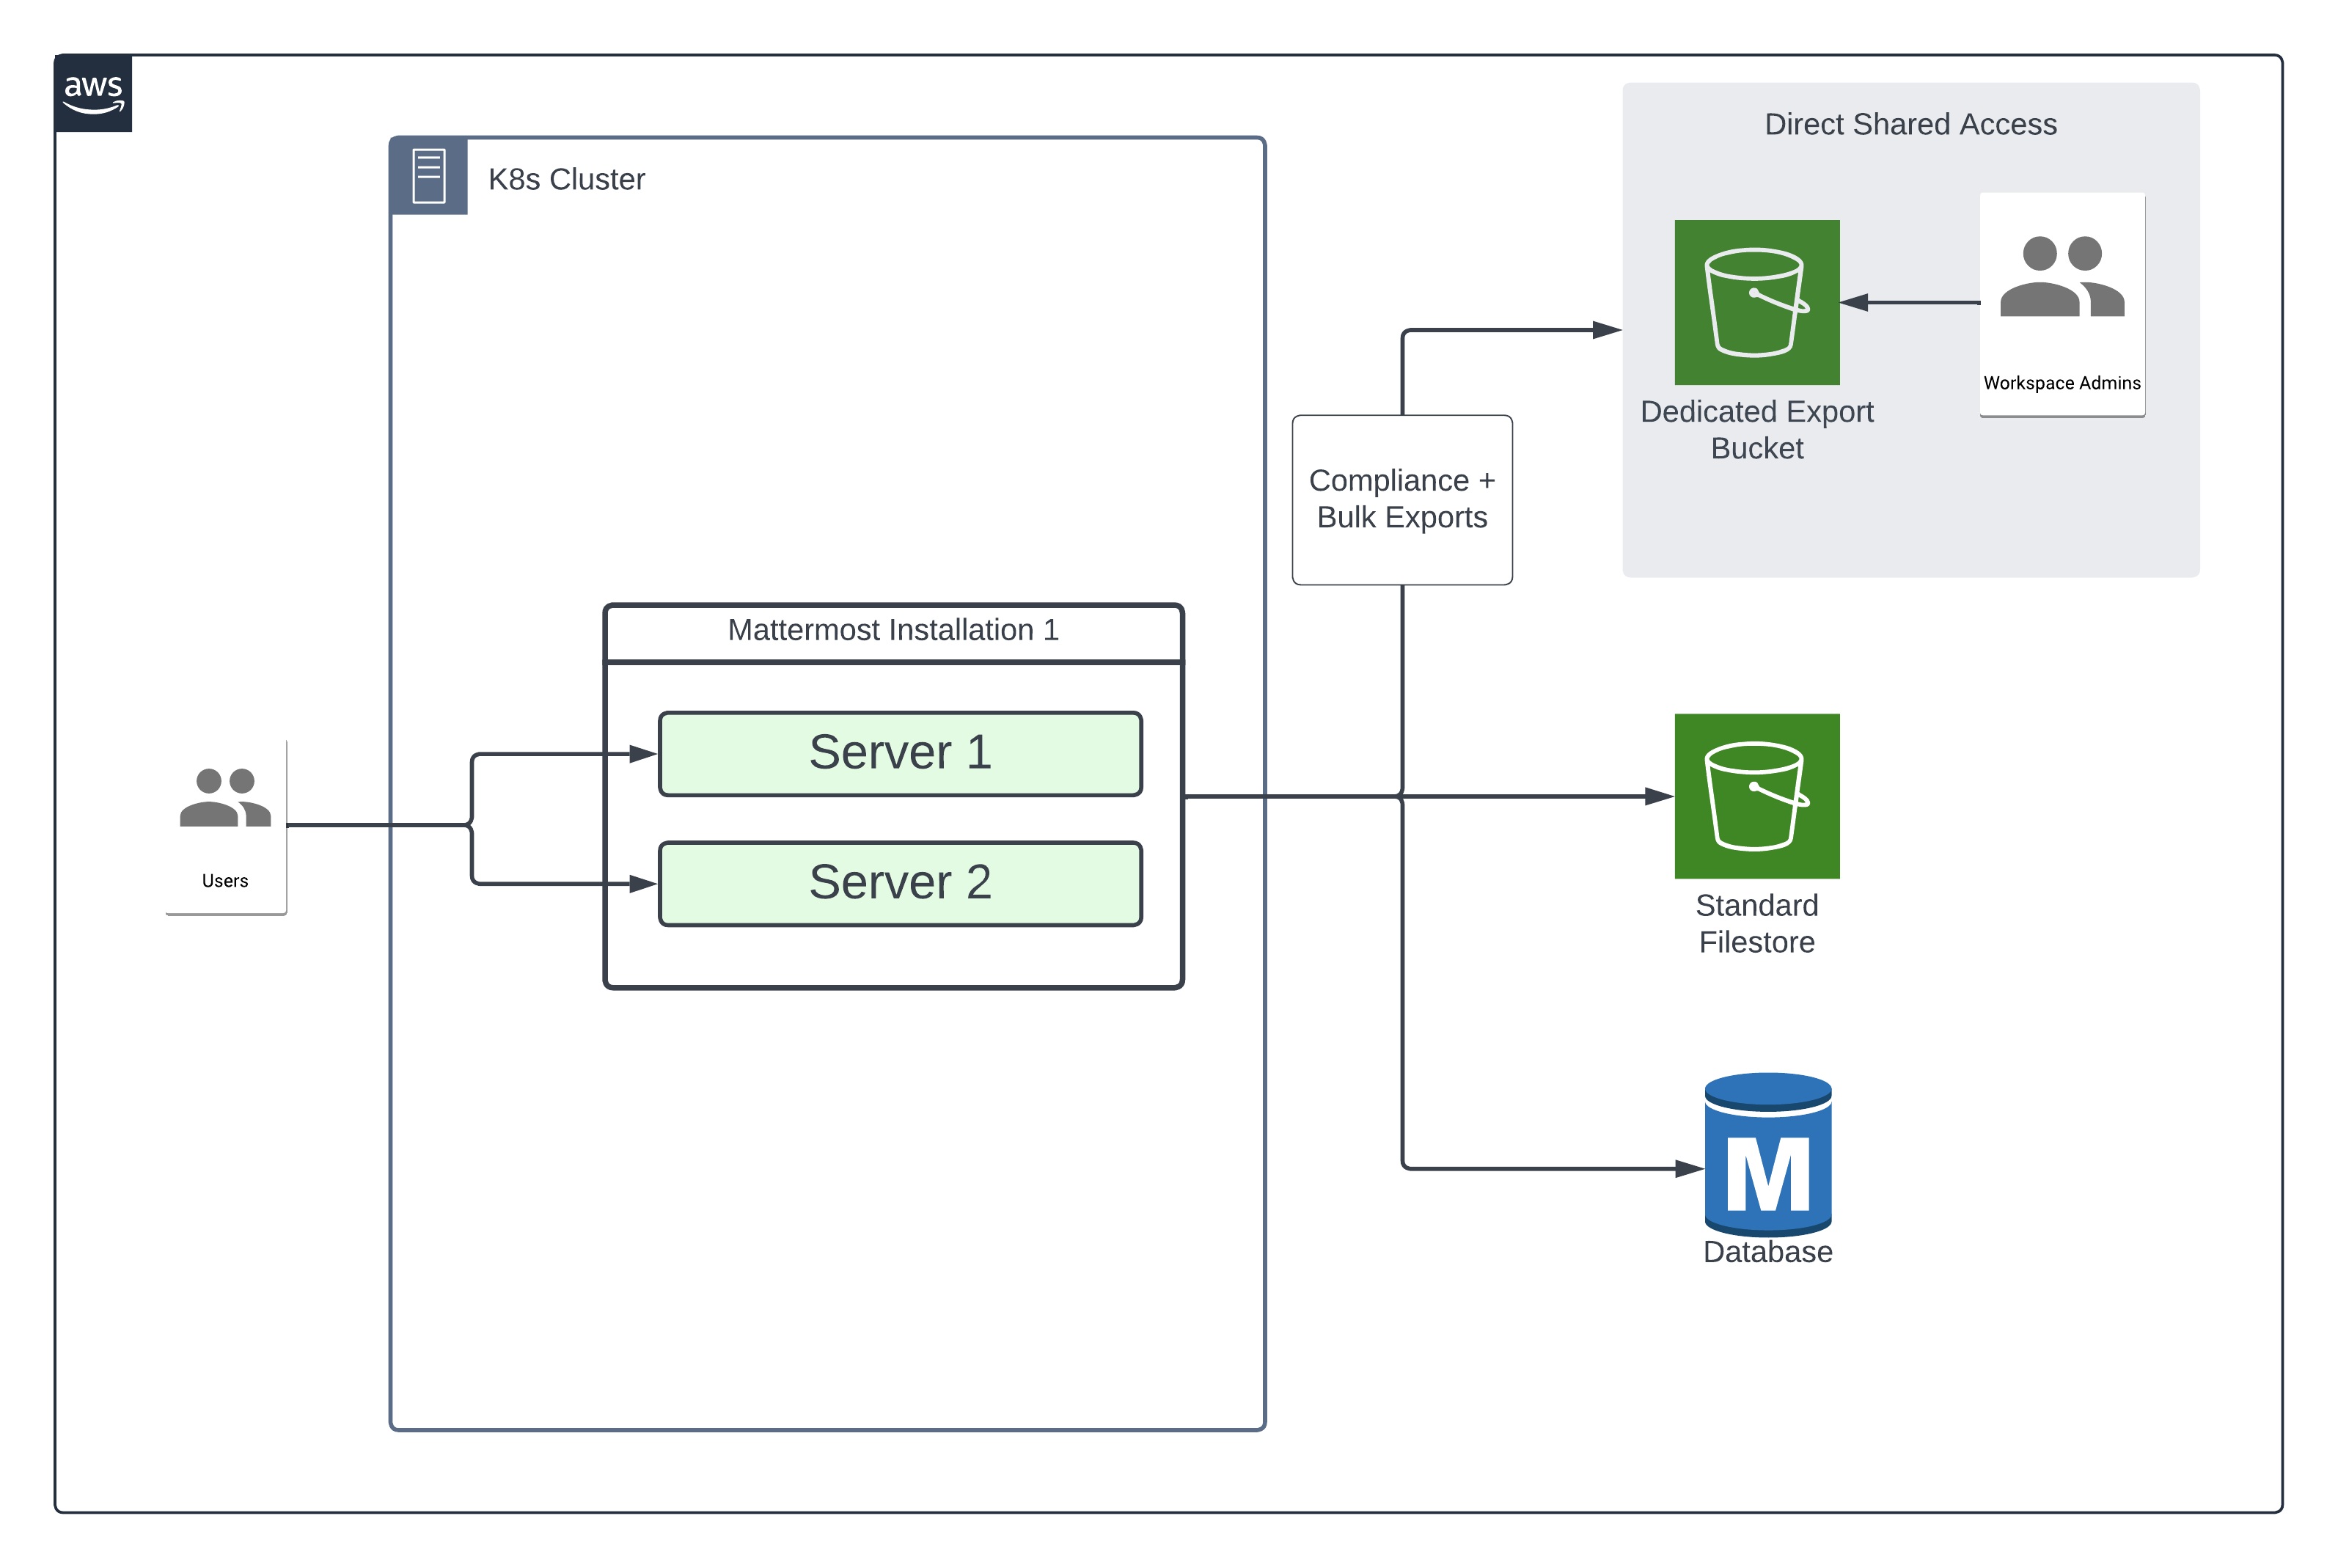 aws
K8s Cluster
Direct Shared Access
Workspace Admins
Dedicated Export
Bucket
Compliance +
Bulk Exports
Mattermost Installation 1
Server 1
Server 2
Users
Standard
Filestore
M
Database